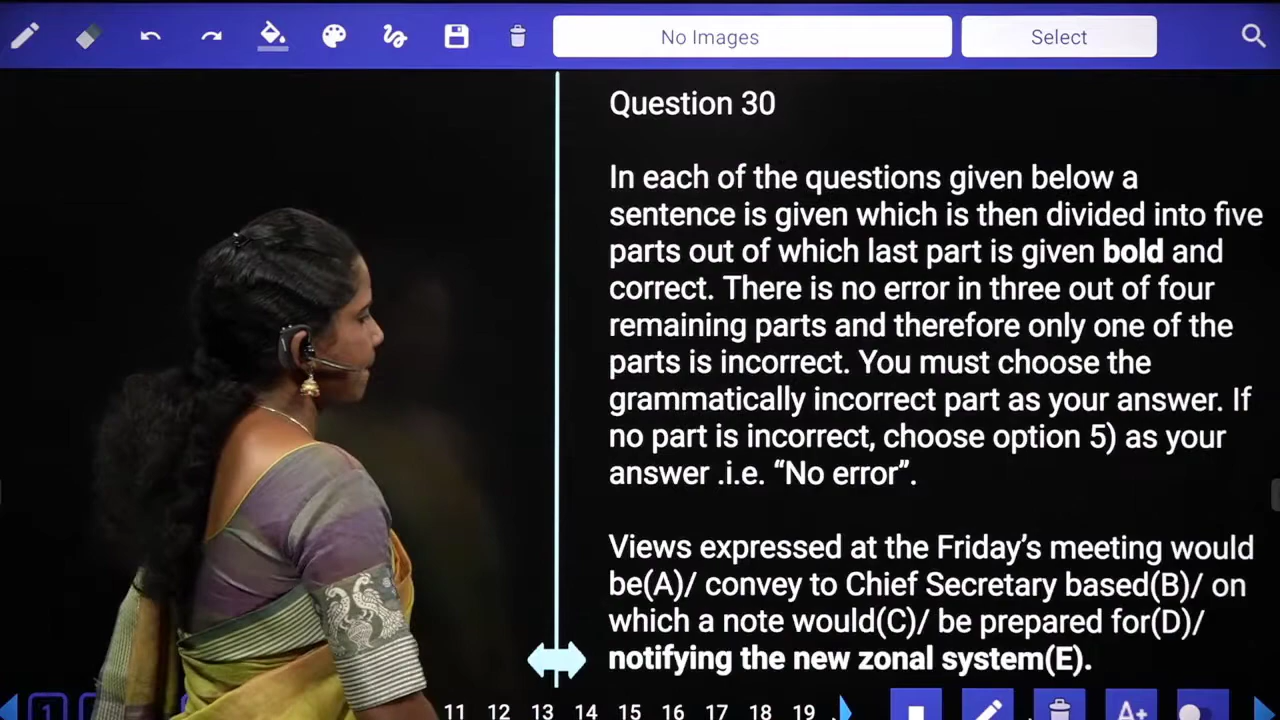 No Images
Select
Question 30
In each of the questions given below a
sentence is given which is then divided into five
parts out of which last part is given bold and
correct. There is no error in three out of four
remaining parts and therefore only one of the
parts is incorrect. You must choose the
grammatically incorrect part as your answer. If
no part is incorrect, choose option 5) as your
answer .i.e. “No error”.
Views expressed at the Friday’s meeting would
be(A)/ convey to Chief Secretary based(B)/ on
which a note would(C)/ be prepared for(D)/
notifying the new zonal system(E).
1 11 12 13 14 15 16 17 18 19 A+